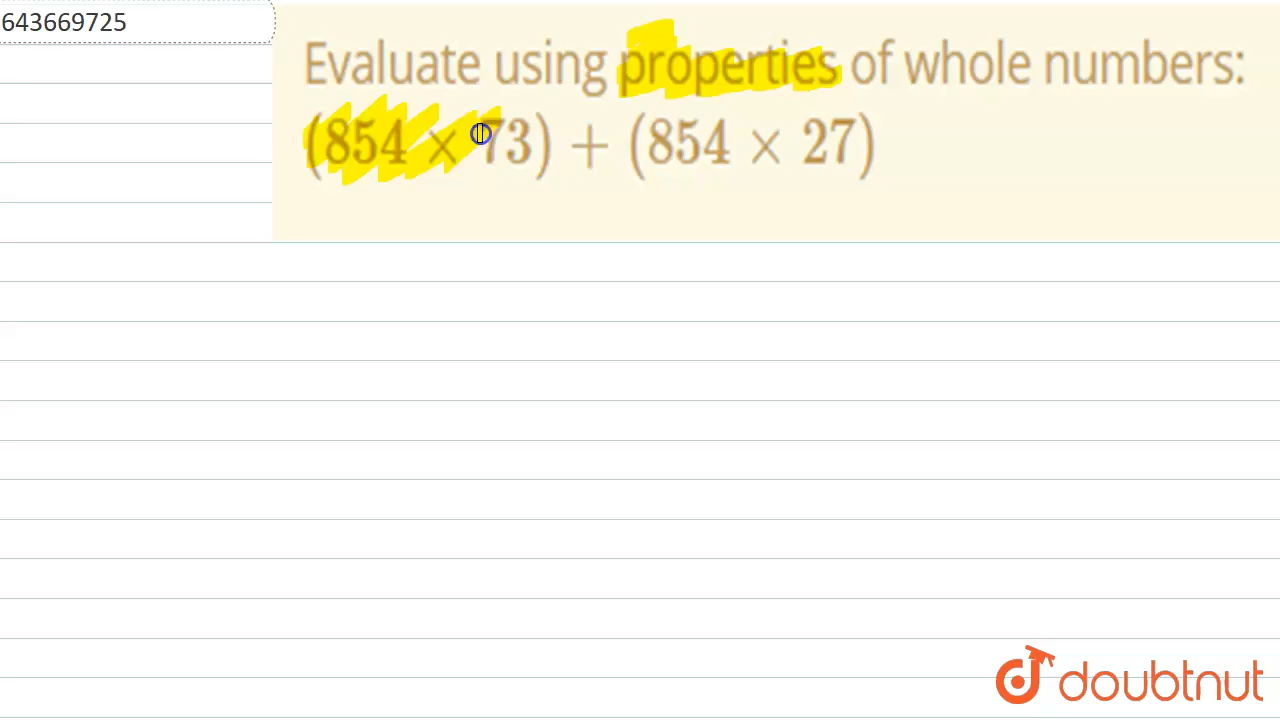 643669725
Evaluate using properties of whole numbers:
(854 × 73) + (854 × 27)
doubtnut